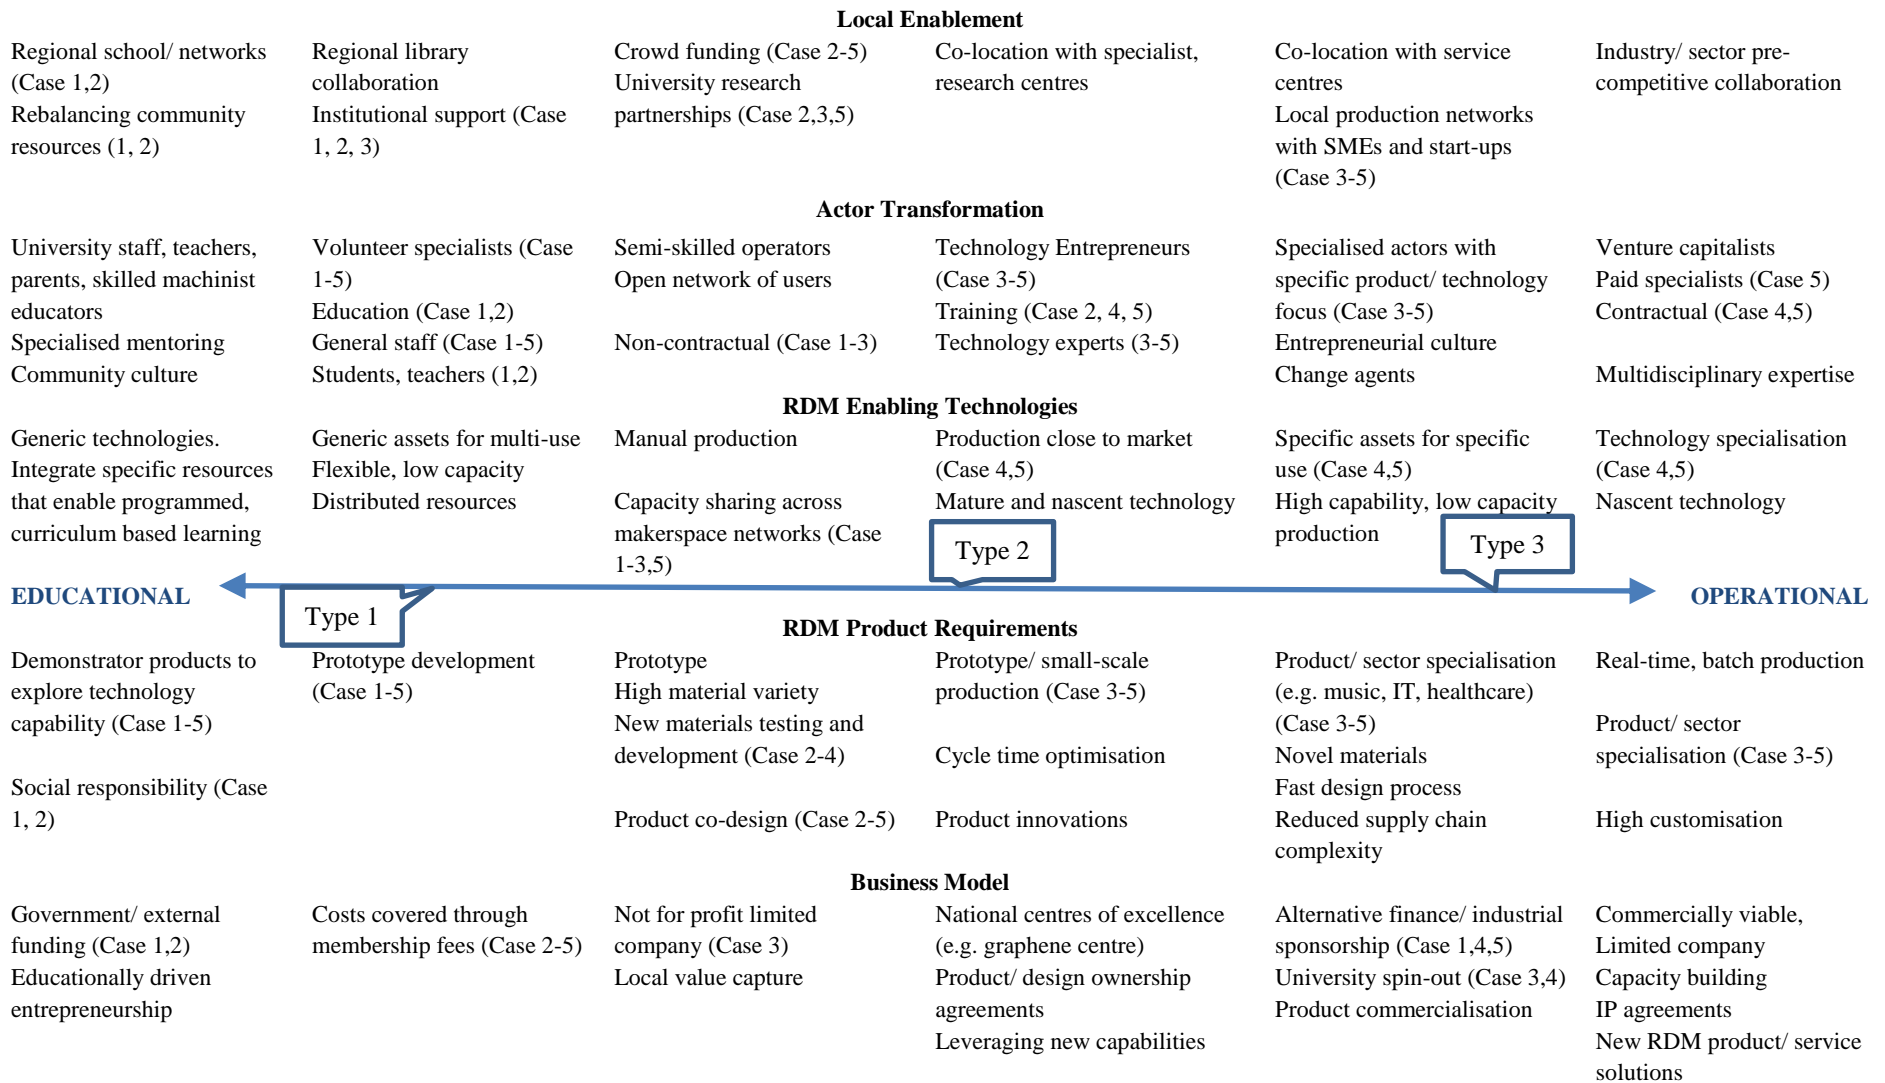 Local Enablement
Regional school/ networks
(Case 1,2)
Rebalancing community
resources (1, 2)
Regional library
collaboration
Institutional support (Case
1, 2, 3)
Crowd funding (Case 2-5)
University research
partnerships (Case 2,3,5)
Co-location with specialist,
research centres
Co-location with service
centres
Local production networks
with SMEs and start-ups
(Case 3-5)
Industry/ sector pre-
competitive collaboration
Actor Transformation
University staff, teachers,
parents, skilled machinist
educators
Specialised mentoring
Community culture
Volunteer specialists (Case
1-5)
Education (Case 1,2)
General staff (Case 1-5)
Students, teachers (1,2)
Semi-skilled operators
Open network of users
Non-contractual (Case 1-3)
Technology Entrepreneurs
(Case 3-5)
Training (Case 2, 4, 5)
Technology experts (3-5)
Specialised actors with
specific product/ technology
focus (Case 3-5)
Entrepreneurial culture
Change agents
Venture capitalists
Paid specialists (Case 5)
Contractual (Case 4,5)
Multidisciplinary expertise
RDM Enabling Technologies
Generic technologies.
Integrate specific resources
that enable programmed,
curriculum based learning
Generic assets for multi-use
Flexible, low capacity
Distributed resources
Manual production
Capacity sharing across
makerspace networks (Case
1-3,5)
Production close to market
(Case 4,5)
Mature and nascent technology
Specific assets for specific
use (Case 4,5)
High capability, low capacity
production
Technology specialisation
(Case 4,5)
Nascent technology
Type 2
Type 3
EDUCATIONAL
Type 1
OPERATIONAL
RDM Product Requirements
Demonstrator products to
explore technology
capability (Case 1-5)
Social responsibility (Case
1, 2)
Prototype development
(Case 1-5)
Prototype
High material variety
New materials testing and
development (Case 2-4)
Product co-design (Case 2-5)
Prototype/ small-scale
production (Case 3-5)
Cycle time optimisation
Product innovations
Product/ sector specialisation
(e.g. music, IT, healthcare)
(Case 3-5)
Novel materials
Fast design process
Reduced supply chain
complexity
Real-time, batch production
Product/ sector
specialisation (Case 3-5)
High customisation
Business Model
Government/ external
funding (Case 1,2)
Educationally driven
entrepreneurship
Costs covered through
membership fees (Case 2-5)
Not for profit limited
company (Case 3)
Local value capture
National centres of excellence
(e.g. graphene centre)
Product/ design ownership
agreements
Leveraging new capabilities
Alternative finance/ industrial
sponsorship (Case 1,4,5)
University spin-out (Case 3,4)
Product commercialisation
Commercially viable,
Limited company
Capacity building
IP agreements
New RDM product/ service
solutions